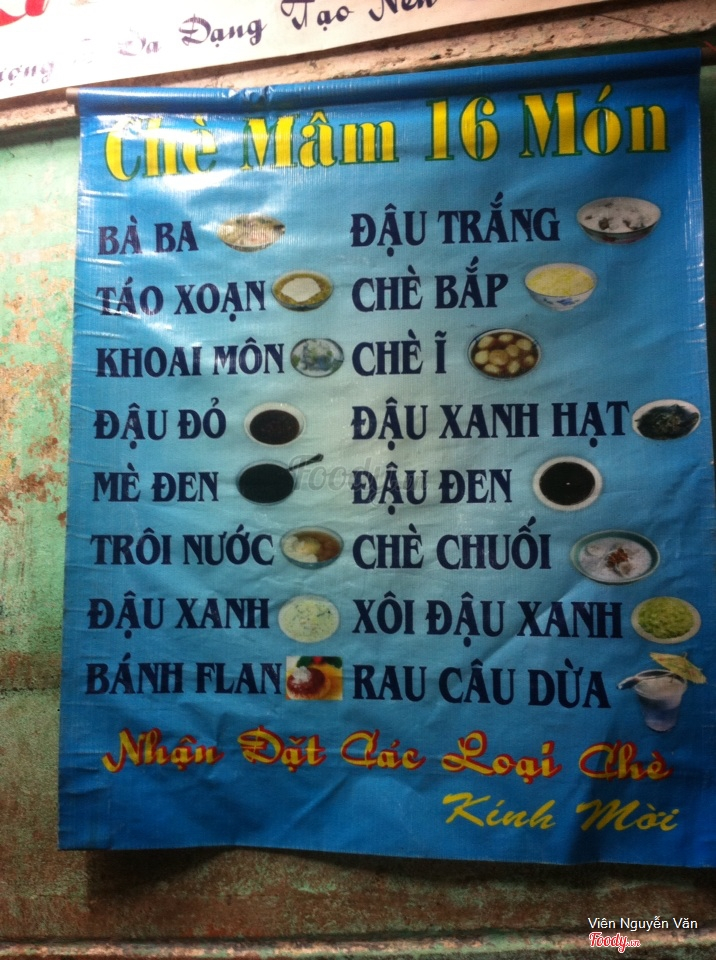 Đa Dạng Tạo Nên
Chè Mâm 16 Món
BÀ BA
ĐẬU TRẮNG
TÁO XOẠN
CHÈ BẮP
KHOAI MÔN
CHÈ Ĩ
ĐẬU ĐỎ
ĐẬU XANH HẠT
MÈ ĐEN
ĐẬU ĐEN
TRÔI NƯỚC
CHÈ CHUỐI
ĐẬU XANH
XÔI ĐẬU XANH
BÁNH FLAN
RAU CÂU DỪA
Nhận Đặt Các Loại Chè
Kính Mời
Foody.vn
Viên Nguyễn Văn
Foody.vn